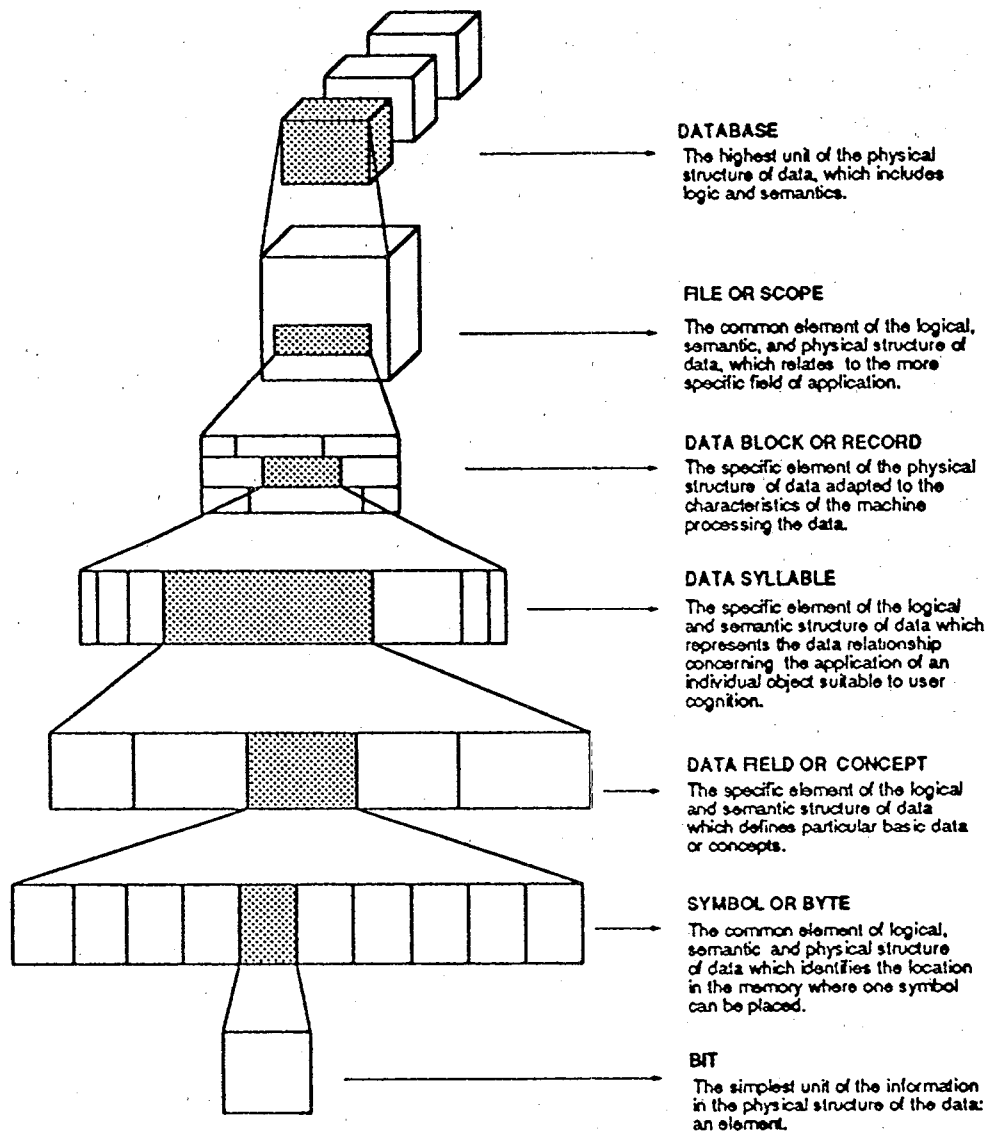 DATABASE
The highest unit of the physical
structure of data, which includes
logic and semantics.
FILE OR SCOPE
The common element of the logical,
semantic, and physical structure of
data, which relates to the more
specific field of application.
DATA BLOCK OR RECORD
The specific element of the physical
structure of data adapted to the
characteristics of the machine
processing the data.
DATA SYLLABLE
The specific element of the logical
and semantic structure of data which
represents the data relationship
concerning the application of an
individual object suitable to user
cognition.
DATA FIELD OR CONCEPT
The specific element of the logical
and semantic structure of data
which defines particular basic data
or concepts.
SYMBOL OR BYTE
The common element of logical,
semantic and physical structure
of data which identifies the location
in the memory where one symbol
can be placed.
BIT
The simplest unit of the information
in the physical structure of the data:
an element.